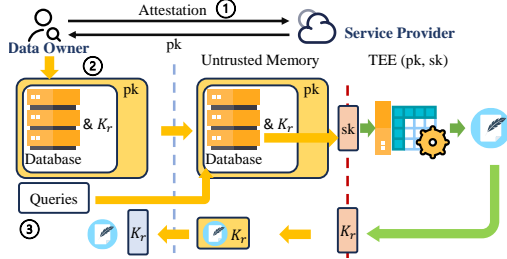 Attestation ①
Data Owner
pk
Service Provider
②
Untrusted Memory
TEE (pk, sk)
pk
& Kᵣ
Database
pk
& Kᵣ
Database
sk
Queries
③
Kᵣ
Kᵣ
Kᵣ